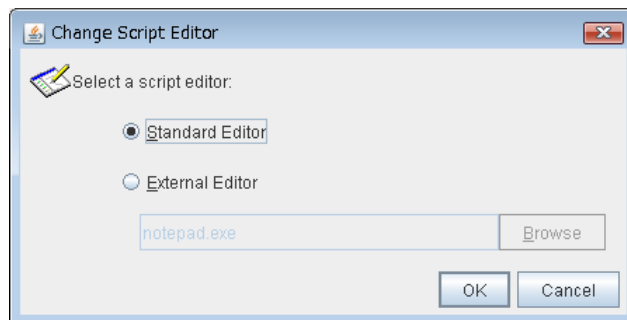 Change Script Editor
Select a script editor:
Standard Editor
External Editor
notepad.exe
Browse
OK Cancel